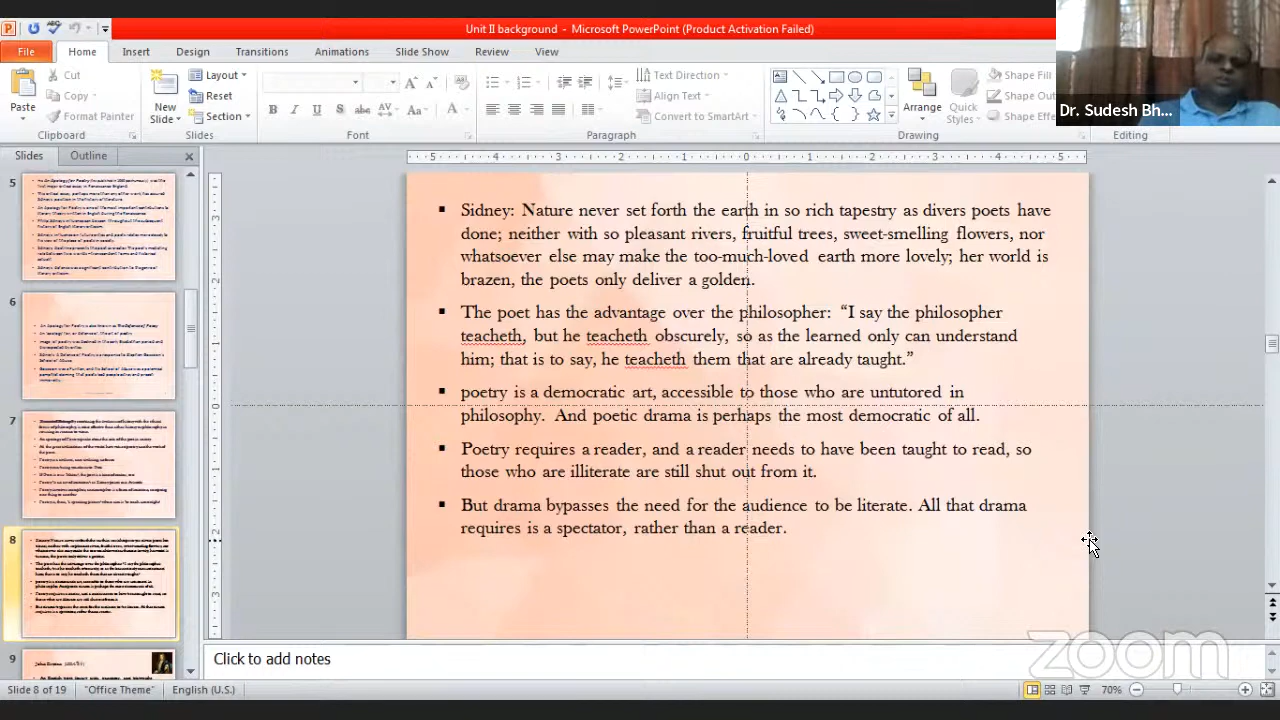 Unit II background - Microsoft PowerPoint (Product Activation Failed)
File Home Insert Design Transitions Animations Slide Show Review View
Paste
Cut
Copy
Format Painter
Clipboard
New
Slide
Layout
Reset
Section
Slides
Font
Text Direction
Align Text
Convert to SmartArt
Paragraph
Arrange
Quick
Styles
Drawing
Shape Fill
Shape Out
Shape Effe
Editing
Dr. Sudesh Bh...
Slides Outline
5
6
7
8
9
Sidney: Nature never set forth the earth in so rich tapestry as divers poets have
done; neither with so pleasant rivers, fruitful trees, sweet-smelling flowers, nor
whatsoever else may make the too-much-loved earth more lovely; her world is
brazen, the poets only deliver a golden.
The poet has the advantage over the philosopher: “I say the philosopher
teacheth, but he teacheth obscurely, so as the learned only can understand
him; that is to say, he teacheth them that are already taught.”
poetry is a democratic art, accessible to those who are untutored in
philosophy. And poetic drama is perhaps the most democratic of all.
Poetry requires a reader, and a reader needs to have been taught to read, so
those who are illiterate are still shut out from it.
But drama bypasses the need for the audience to be literate. All that drama
requires is a spectator, rather than a reader.
Click to add notes
zoom
Slide 8 of 19 "Office Theme" English (U.S.) 70%